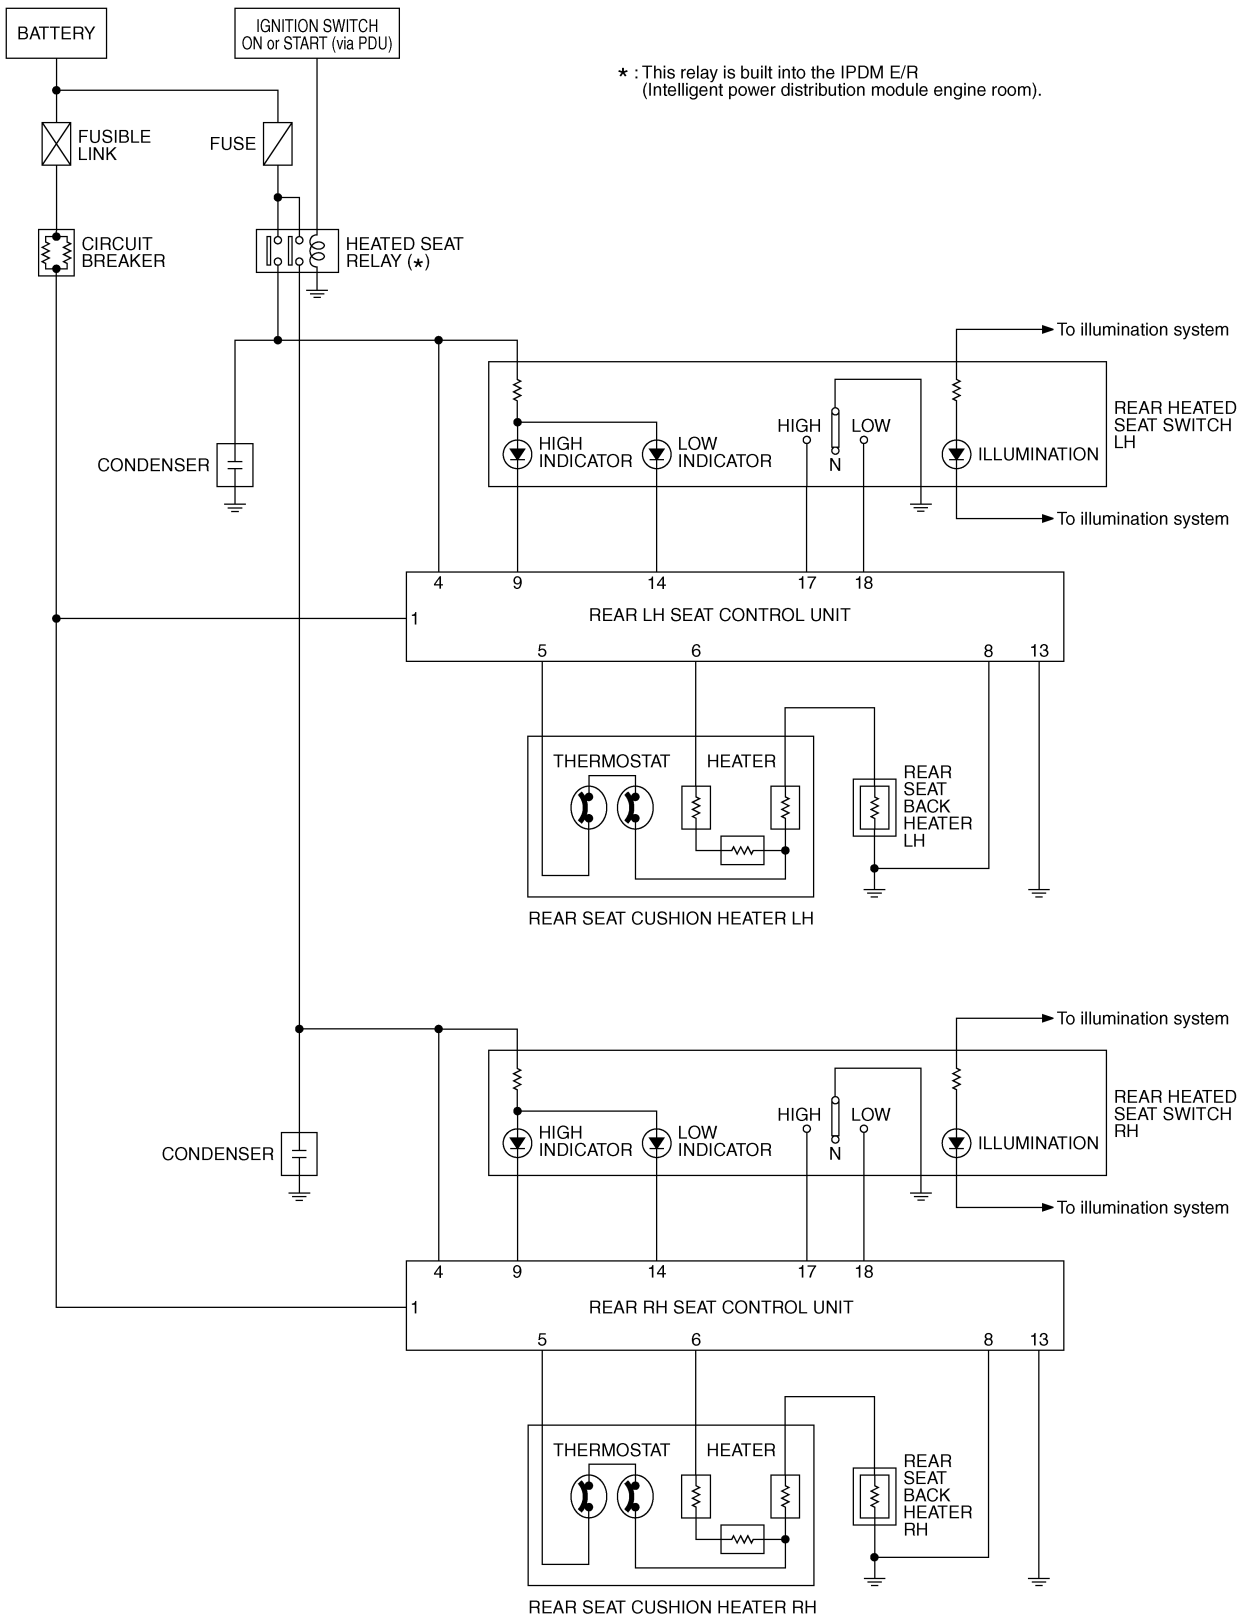 BATTERY
IGNITION SWITCH
ON or START (via PDU)
* : This relay is built into the IPDM E/R
(Intelligent power distribution module engine room).
FUSIBLE
LINK
FUSE
CIRCUIT
BREAKER
HEATED SEAT
RELAY (*)
To illumination system
REAR HEATED
SEAT SWITCH
LH
HIGH
INDICATOR
LOW
INDICATOR
HIGH
LOW
N
ILLUMINATION
CONDENSER
To illumination system
4 9 14 17 18
1
REAR LH SEAT CONTROL UNIT
5 6 8 13
THERMOSTAT
HEATER
REAR
SEAT
BACK
HEATER
LH
REAR SEAT CUSHION HEATER LH
To illumination system
REAR HEATED
SEAT SWITCH
RH
HIGH
INDICATOR
LOW
INDICATOR
HIGH
LOW
N
ILLUMINATION
CONDENSER
To illumination system
4 9 14 17 18
1
REAR RH SEAT CONTROL UNIT
5 6 8 13
THERMOSTAT
HEATER
REAR
SEAT
BACK
HEATER
RH
REAR SEAT CUSHION HEATER RH